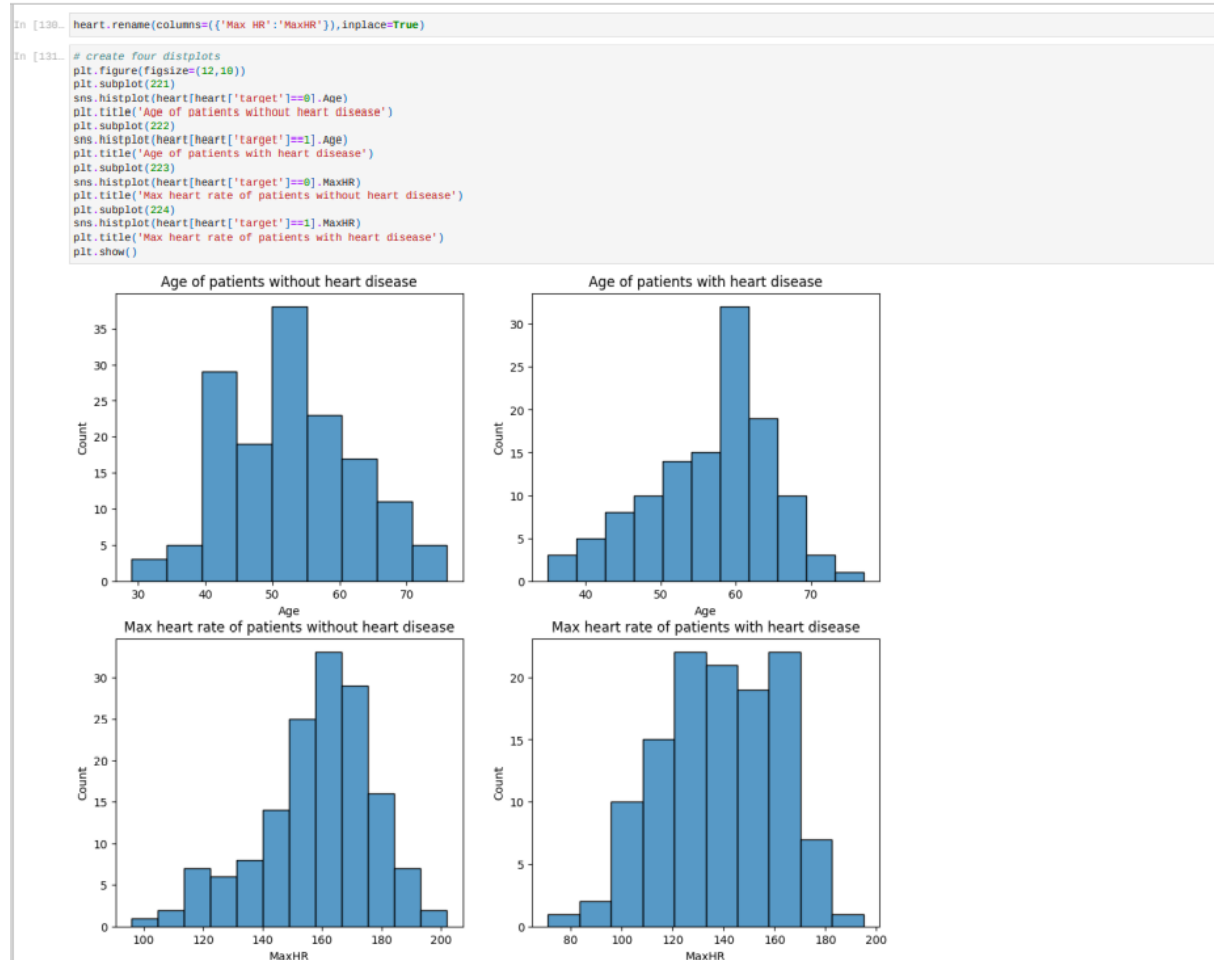 In [130…
heart.rename(columns=({'Max HR':'MaxHR'}),inplace=True)
In [131…
# create four distplots
plt.figure(figsize=(12,10))
plt.subplot(221)
sns.histplot(heart[heart['target']==0].Age)
plt.title('Age of patients without heart disease')
plt.subplot(222)
sns.histplot(heart[heart['target']==1].Age)
plt.title('Age of patients with heart disease')
plt.subplot(223)
sns.histplot(heart[heart['target']==0].MaxHR)
plt.title('Max heart rate of patients without heart disease')
plt.subplot(224)
sns.histplot(heart[heart['target']==1].MaxHR)
plt.title('Max heart rate of patients with heart disease')
plt.show()
Age of patients without heart disease
35
30
25
20
15
10
5
0
Count
30 40 50 60 70
Age
Age of patients with heart disease
30
25
20
15
10
5
0
Count
40 50 60 70
Age
Max heart rate of patients without heart disease
30
25
20
15
10
5
0
Count
100 120 140 160 180 200
MaxHR
Max heart rate of patients with heart disease
20
15
10
5
0
Count
80 100 120 140 160 180 200
MaxHR